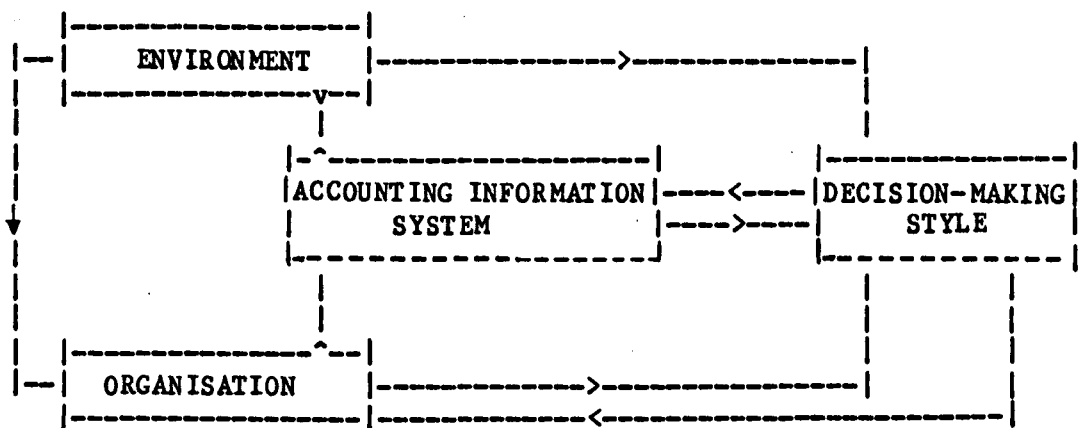 ENVIRONMENT
ACCOUNTING INFORMATION
SYSTEM
DECISION-MAKING
STYLE
ORGANISATION